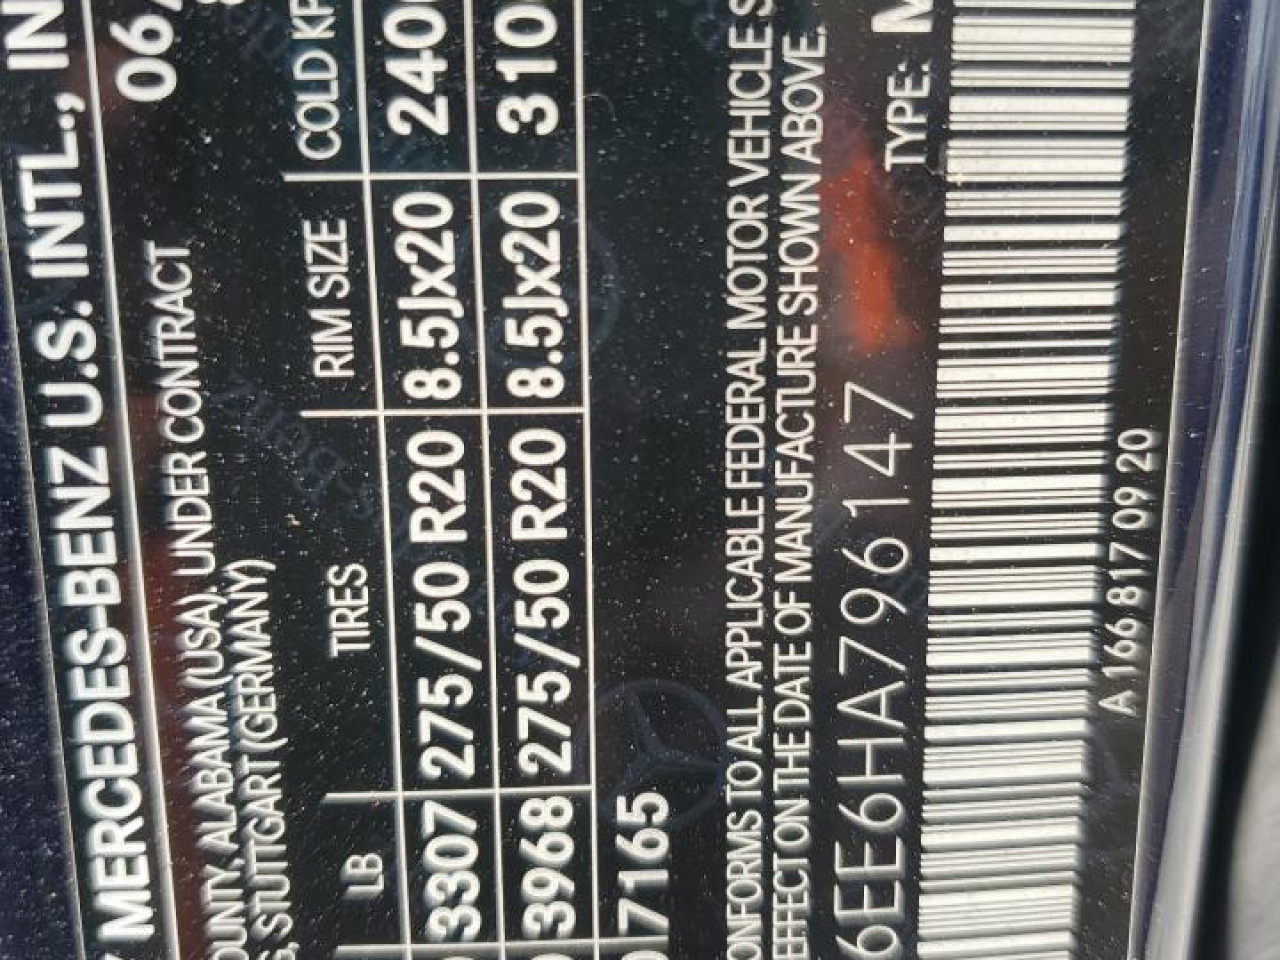 MERCEDES-BENZ U.S. INTL., IN
06
OUNTY, ALABAMA (USA). UNDER CONTRACT
, STUTTGART (GERMANY)
LB TIRES RIM SIZE COLD KP
3307 275/50 R20 8.5Jx20 240
3968 275/50 R20 8.5Jx20 310
7165
ONFORMS TO ALL APPLICABLE FEDERAL MOTOR VEHICLE S
EFFECT ON THE DATE OF MANUFACTURE SHOWN ABOVE.
6EE6HA796147 TYPE: M
A 166 817 09 20